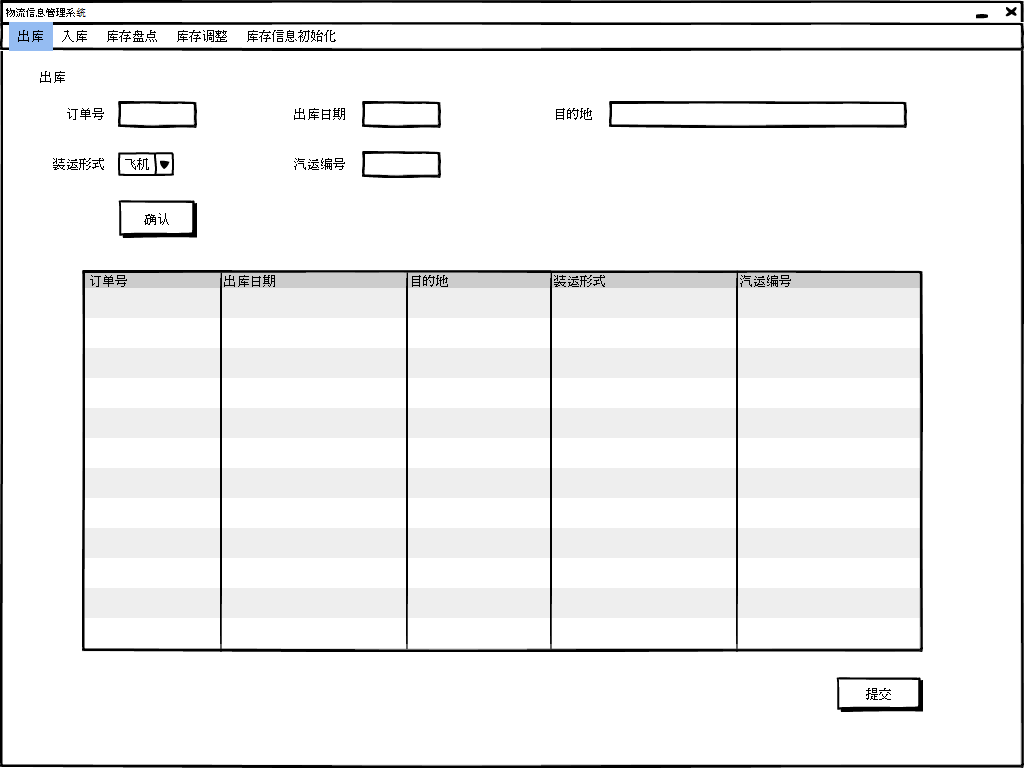 物流信息管理系统
出库 入库 库存盘点 库存调整 库存信息初始化
出库
订单号 出库日期 目的地
装运形式 飞机 汽运编号
确认
订单号 出库日期 目的地 装运形式 汽运编号
提交